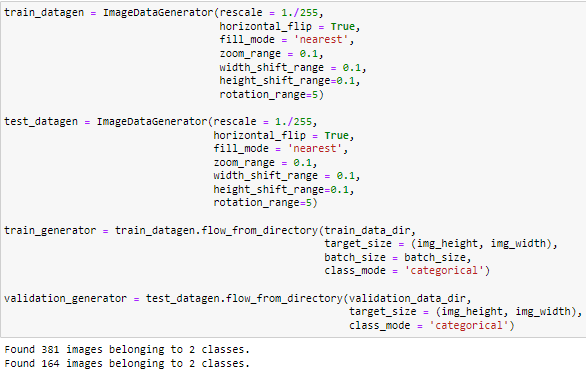 train_datagen = ImageDataGenerator(rescale = 1./255,
                                   horizontal_flip = True,
                                   fill_mode = 'nearest',
                                   zoom_range = 0.1,
                                   width_shift_range = 0.1,
                                   height_shift_range=0.1,
                                   rotation_range=5)

test_datagen = ImageDataGenerator(rescale = 1./255,
                                  horizontal_flip = True,
                                  fill_mode = 'nearest',
                                  zoom_range = 0.1,
                                  width_shift_range = 0.1,
                                  height_shift_range=0.1,
                                  rotation_range=5)

train_generator = train_datagen.flow_from_directory(train_data_dir,
                                                    target_size = (img_height, img_width),
                                                    batch_size = batch_size,
                                                    class_mode = 'categorical')

validation_generator = test_datagen.flow_from_directory(validation_data_dir,
                                                        target_size = (img_height, img_width),
                                                        class_mode = 'categorical')
Found 381 images belonging to 2 classes.
Found 164 images belonging to 2 classes.